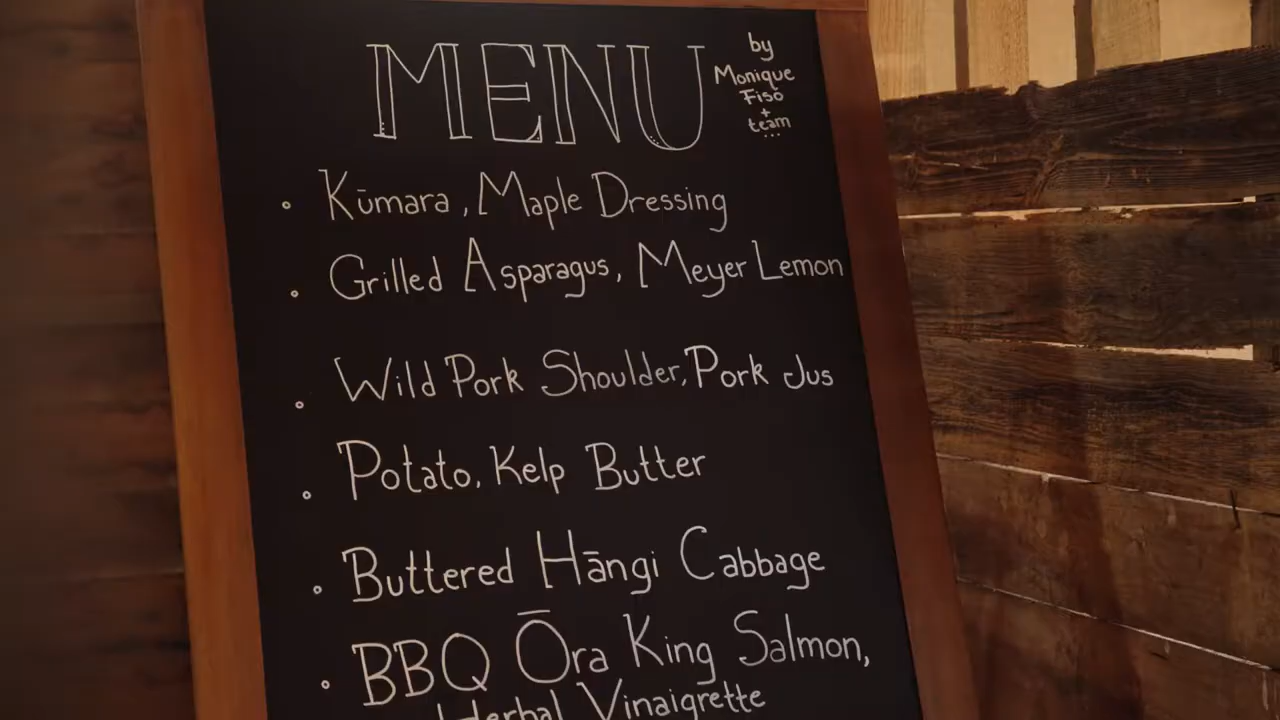 MENU
by
Monique
Fiso
+
team
...
Kūmara, Maple Dressing
Grilled Asparagus, Meyer Lemon
Wild Pork Shoulder, Pork Jus
Potato, Kelp Butter
Buttered Hāngi Cabbage
BBQ Ōra King Salmon,
Herbal Vinaigrette